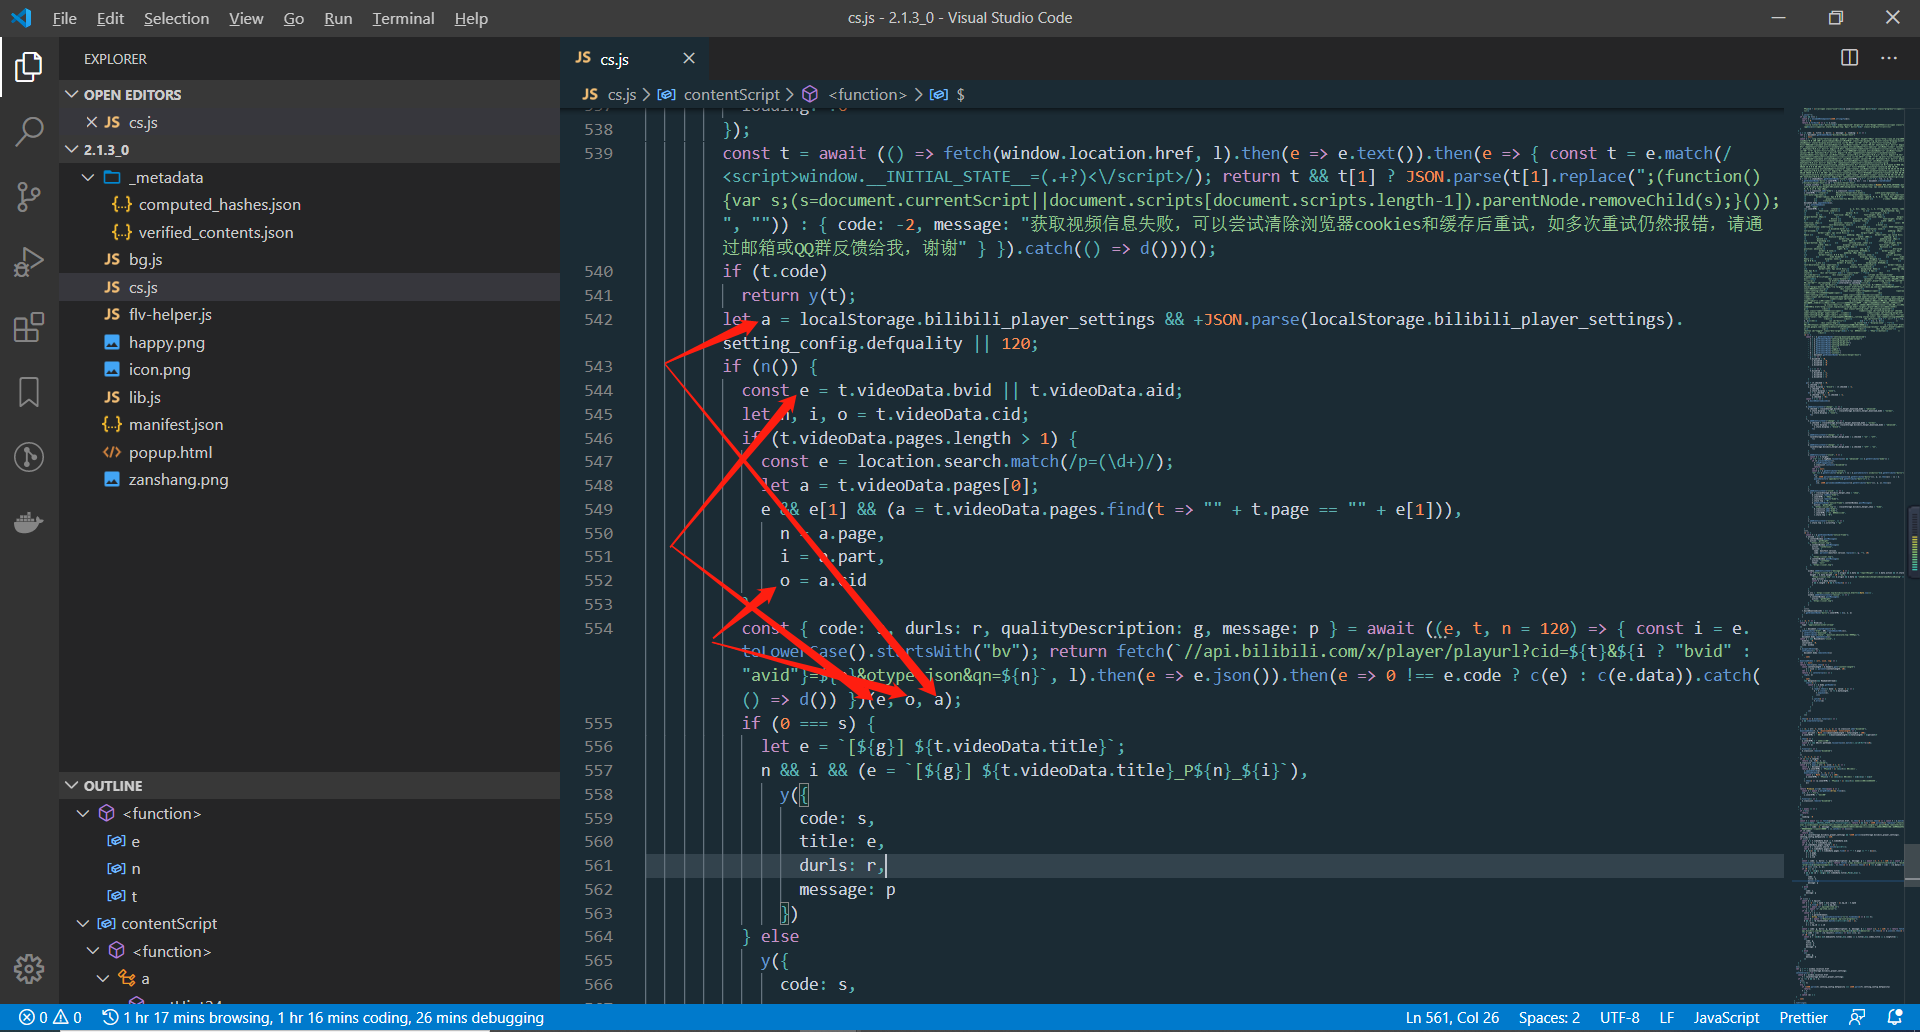 File Edit Selection View Go Run Terminal Help
cs.js - 2.1.3_0 - Visual Studio Code
EXPLORER
OPEN EDITORS
JS cs.js
2.1.3_0
_metadata
{..} computed_hashes.json
{..} verified_contents.json
JS bg.js
JS cs.js
JS flv-helper.js
happy.png
icon.png
JS lib.js
{..} manifest.json
<> popup.html
zanshang.png
OUTLINE
<function>
e
n
t
contentScript
<function>
a
JS cs.js
JS cs.js > contentScript > <function> > $
538 });
539 const t = await (() => fetch(window.location.href, l).then(e => e.text()).then(e => { const t = e.match(/
<script>window.__INITIAL_STATE__=(.+?)<\/script>/); return t && t[1] ? JSON.parse(t[1].replace(";(function()
{var s;(s=document.currentScript||document.scripts[document.scripts.length-1]).parentNode.removeChild(s);}());
", "")) : { code: -2, message: "获取视频信息失败，可以尝试清除浏览器cookies和缓存后重试，如多次重试仍然报错，请通
过邮箱或QQ群反馈给我，谢谢" } }).catch(() => d()))();
540 if (t.code)
541 return y(t);
542 let a = localStorage.bilibili_player_settings && +JSON.parse(localStorage.bilibili_player_settings).
setting_config.defquality || 120;
543 if (n()) {
544 const e = t.videoData.bvid || t.videoData.aid;
545 let n, i, o = t.videoData.cid;
546 if (t.videoData.pages.length > 1) {
547 const e = location.search.match(/p=(\d+)/);
548 let a = t.videoData.pages[0];
549 e && e[1] && (a = t.videoData.pages.find(t => "" + t.page == "" + e[1])),
550 n = a.page,
551 i = a.part,
552 o = a.cid
553 }
554 const { code: s, durls: r, qualityDescription: g, message: p } = await ((e, t, n = 120) => { const i = e.
toLowerCase().startsWith("bv"); return fetch(`//api.bilibili.com/x/player/playurl?cid=${t}&${i ? "bvid" :
"avid"}=${e}&otype=json&qn=${n}`, l).then(e => e.json()).then(e => 0 !== e.code ? c(e) : c(e.data)).catch(
() => d()) })(e, o, a);
555 if (0 === s) {
556 let e = `[${g}] ${t.videoData.title}`;
557 n && i && (e = `[${g}] ${t.videoData.title}_P${n}_${i}`),
558 y({
559 code: s,
560 title: e,
561 durls: r,
562 message: p
563 })
564 } else
565 y({
566 code: s,
0 0 1 hr 17 mins browsing, 1 hr 16 mins coding, 26 mins debugging
Ln 561, Col 26 Spaces: 2 UTF-8 LF JavaScript Prettier